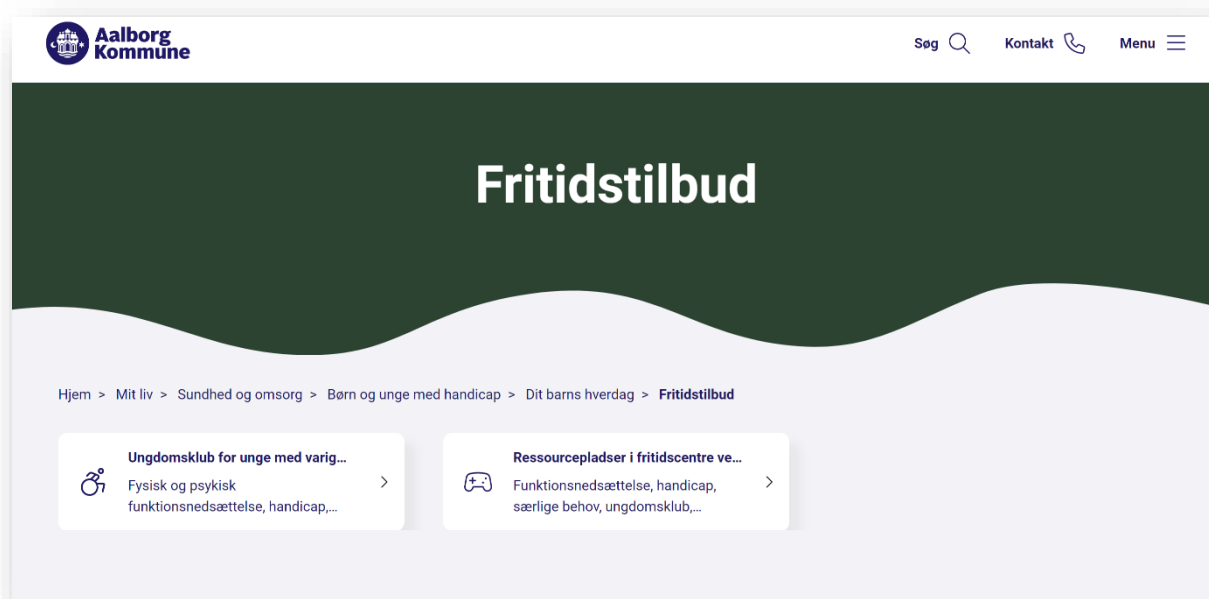 Aalborg
Kommune
Søg
Kontakt
Menu
Fritidstilbud
Hjem > Mit liv > Sundhed og omsorg > Børn og unge med handicap > Dit barns hverdag > Fritidstilbud
Ungdomsklub for unge med varig...
Fysisk og psykisk
funktionsnedsættelse, handicap,...
Ressourcepladser i fritidscentre ve...
Funktionsnedsættelse, handicap,
særlige behov, ungdomsklub,...